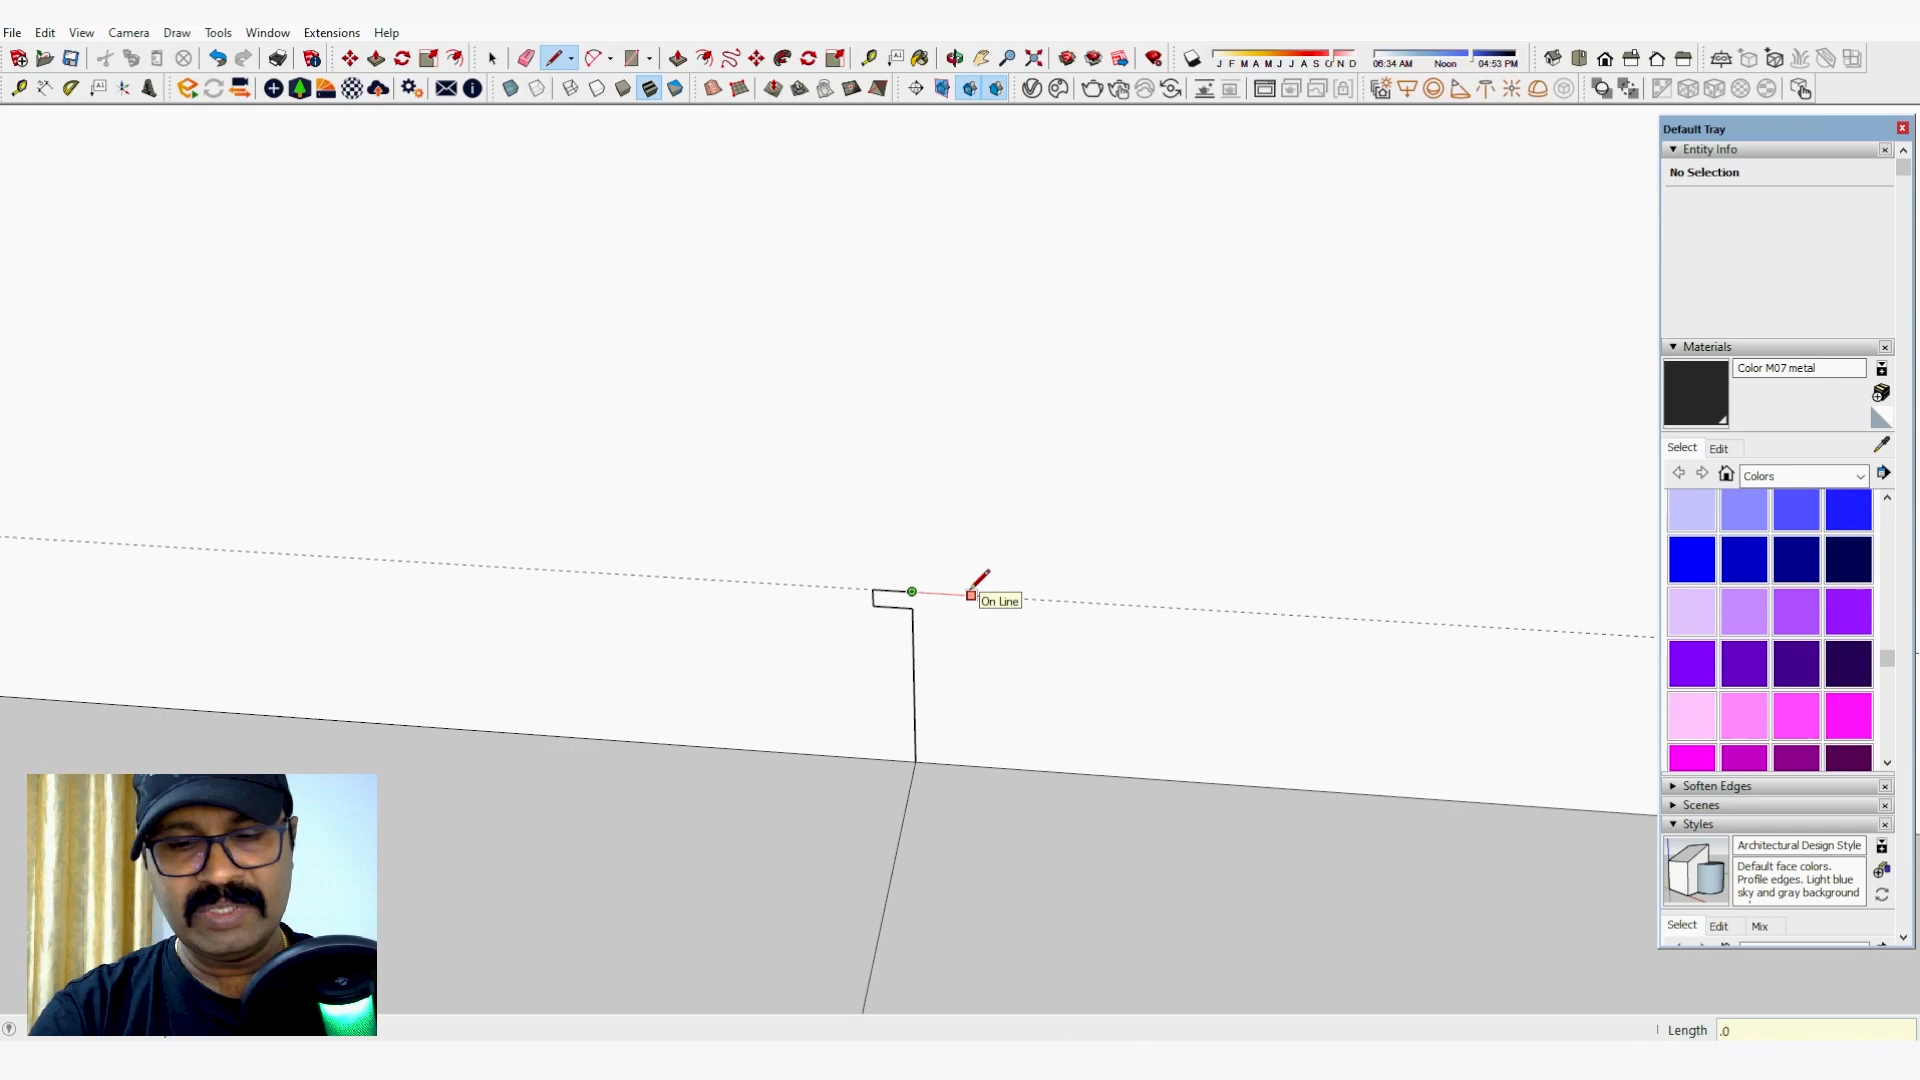 File Edit View Camera Draw Tools Window Extensions Help
J F M A M J J A S O N D
06:34 AM Noon 04:53 PM
Default Tray
Entity Info
No Selection
Materials
Color M07 metal
Select Edit
Colors
On Line
Soften Edges
Scenes
Styles
Architectural Design Style
Default face colors.
Profile edges. Light blue
sky and gray background
Select Edit Mix
Length .0